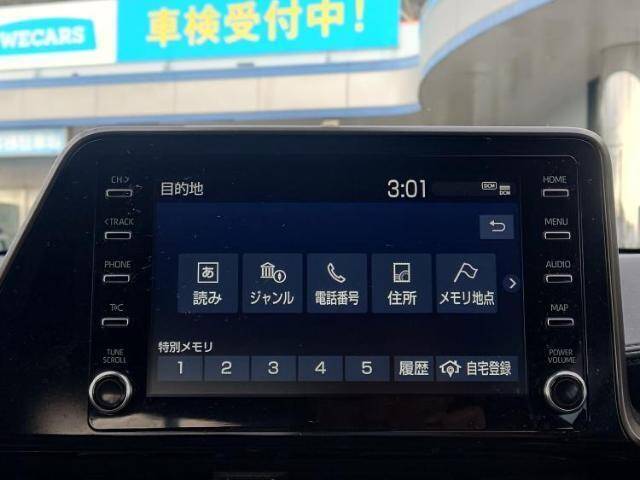 WECARS
車検受付中!
CH>
<TRACK
PHONE
T&C
TUNE
SCROLL
目的地
3:01
DCM
読み
ジャンル
電話番号
住所
メモリ地点
特別メモリ
1 2 3 4 5 履歴 自宅登録
HOME
MENU
AUDIO
MAP
POWER
VOLUME